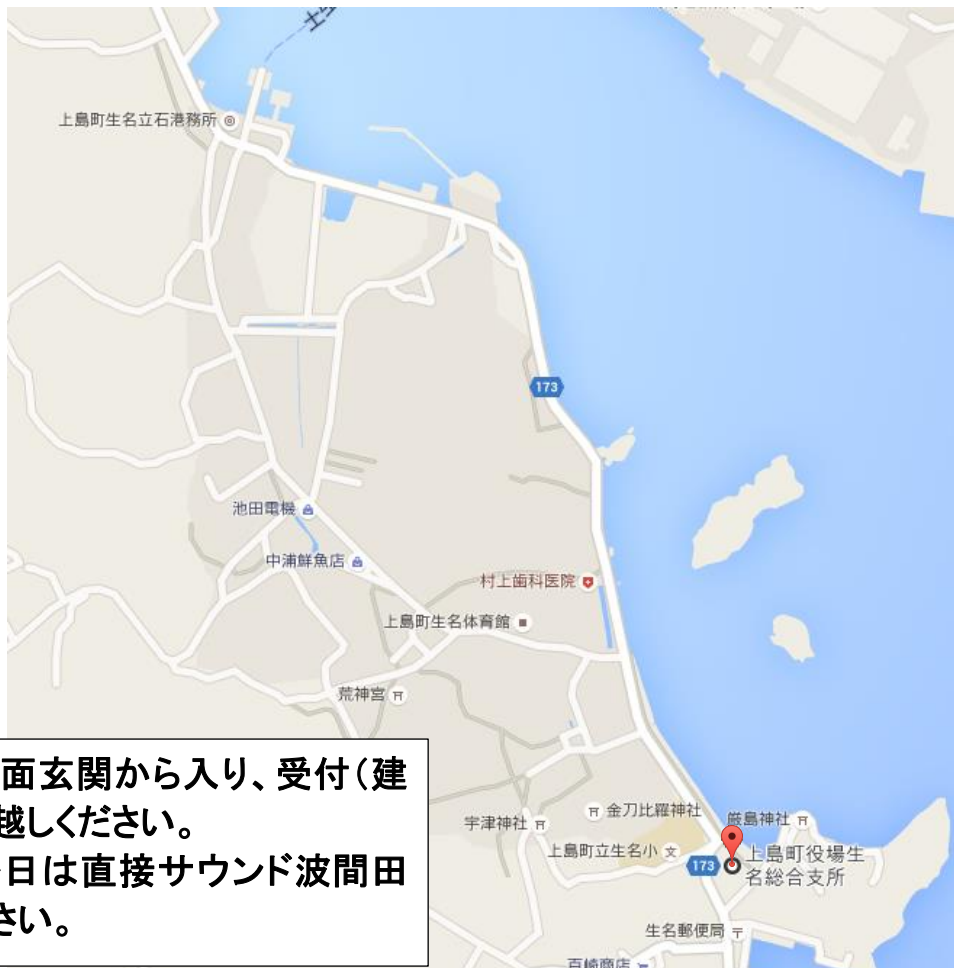 上島町生名立石港務所
173
池田電機
中浦鮮魚店
村上歯科医院
上島町生名体育館
荒神宮
面玄関から入り、受付(建
越しください。
日は直接サウンド波間田
さい。
宇津神社
金刀比羅神社
厳島神社
上島町立生名小
文
173
上島町役場生
名総合支所
生名郵便局
百崎商店